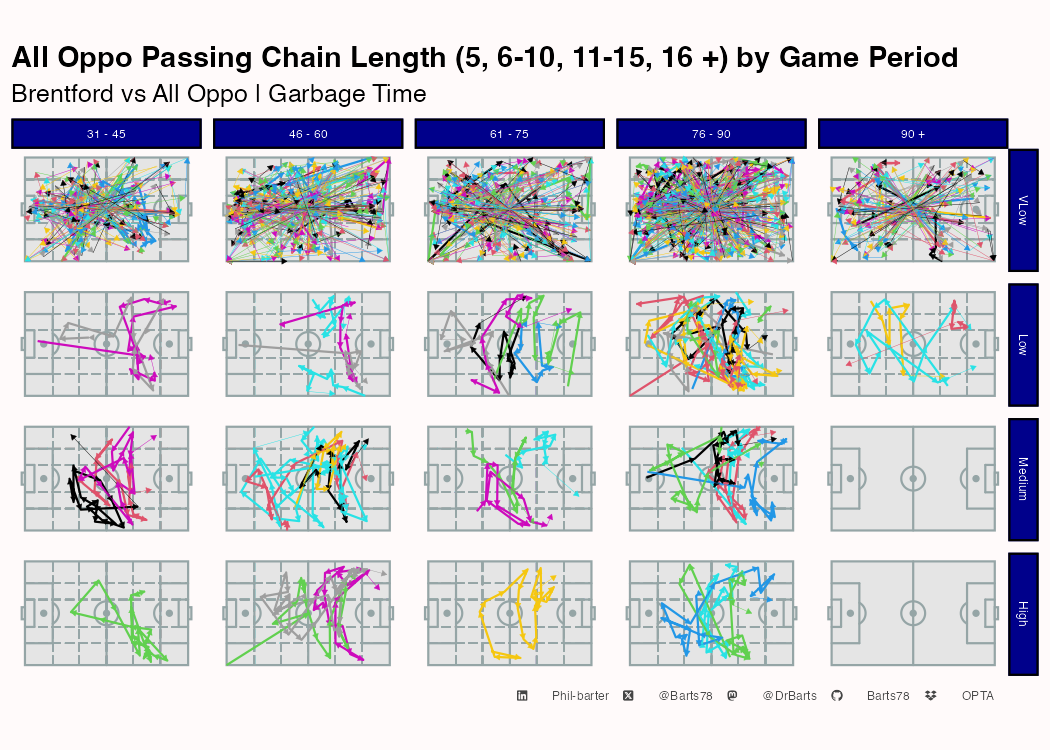 All Oppo Passing Chain Length (5, 6-10, 11-15, 16 +) by Game Period
Brentford vs All Oppo | Garbage Time
31 - 45 46 - 60 61 - 75 76 - 90 90 +
VLow
Low
Medium
High
Phil-barter @Barts78 @DrBarts Barts78 OPTA